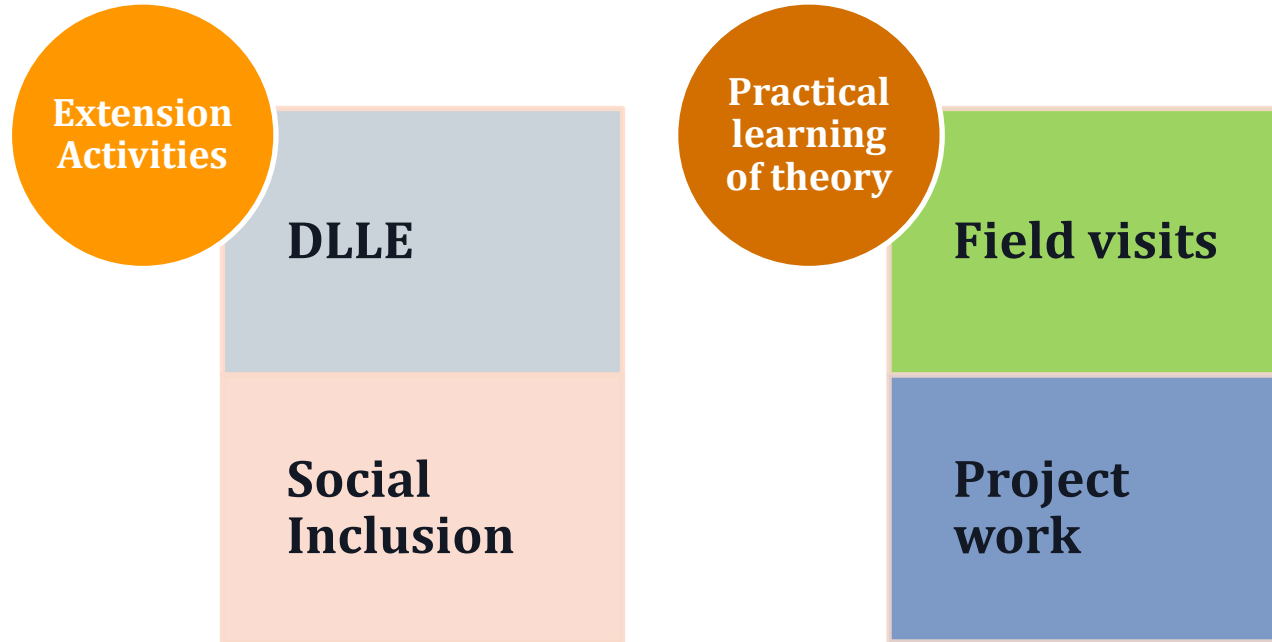 Extension
Activities
DLLE
Social
Inclusion
Practical
learning
of theory
Field visits
Project
work